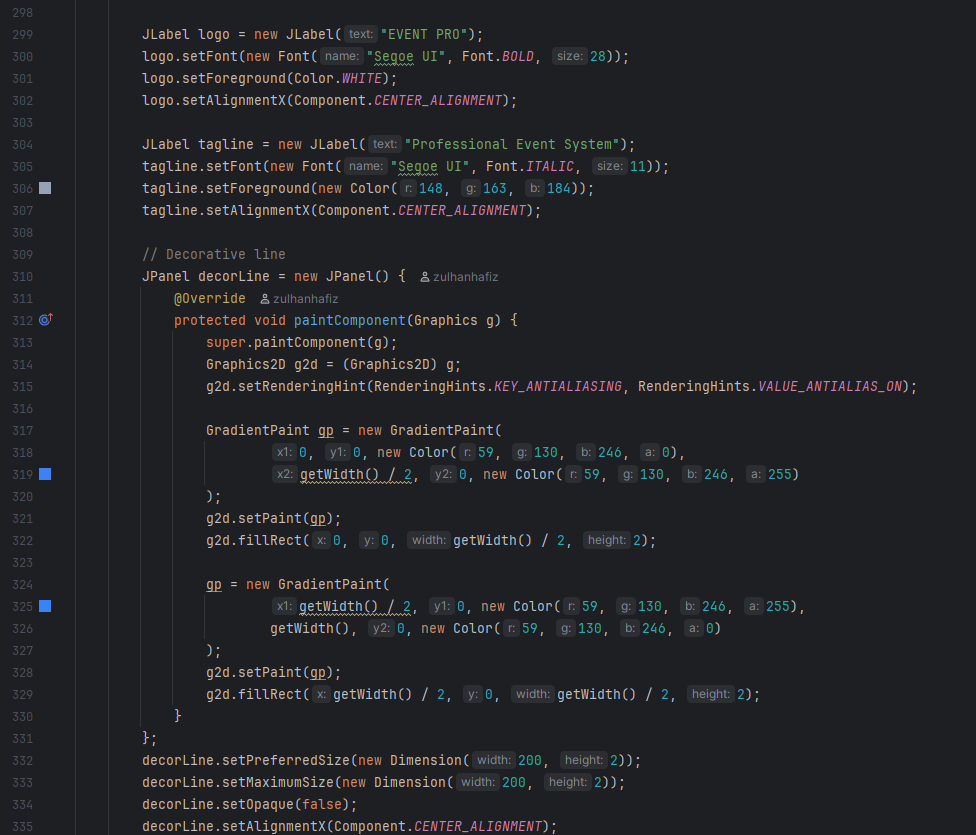 298
299 JLabel logo = new JLabel( text: "EVENT PRO");
300 logo.setFont(new Font( name: "Segoe UI", Font.BOLD, size: 28));
301 logo.setForeground(Color.WHITE);
302 logo.setAlignmentX(Component.CENTER_ALIGNMENT);
303
304 JLabel tagline = new JLabel( text: "Professional Event System");
305 tagline.setFont(new Font( name: "Segoe UI", Font.ITALIC, size: 11));
306 tagline.setForeground(new Color( r: 148, g: 163, b: 184));
307 tagline.setAlignmentX(Component.CENTER_ALIGNMENT);
308
309 // Decorative line
310 JPanel decorLine = new JPanel() { zulhanhafiz
311 @Override zulhanhafiz
312 protected void paintComponent(Graphics g) {
313 super.paintComponent(g);
314 Graphics2D g2d = (Graphics2D) g;
315 g2d.setRenderingHint(RenderingHints.KEY_ANTIALIASING, RenderingHints.VALUE_ANTIALIAS_ON);
316
317 GradientPaint gp = new GradientPaint(
318 x1: 0, y1: 0, new Color( r: 59, g: 130, b: 246, a: 0),
319 x2: getWidth() / 2, y2: 0, new Color( r: 59, g: 130, b: 246, a: 255)
320 );
321 g2d.setPaint(gp);
322 g2d.fillRect( x: 0, y: 0, width: getWidth() / 2, height: 2);
323
324 gp = new GradientPaint(
325 x1: getWidth() / 2, y1: 0, new Color( r: 59, g: 130, b: 246, a: 255),
326 getWidth(), y2: 0, new Color( r: 59, g: 130, b: 246, a: 0)
327 );
328 g2d.setPaint(gp);
329 g2d.fillRect( x: getWidth() / 2, y: 0, width: getWidth() / 2, height: 2);
330 }
331 };
332 decorLine.setPreferredSize(new Dimension( width: 200, height: 2));
333 decorLine.setMaximumSize(new Dimension( width: 200, height: 2));
334 decorLine.setOpaque(false);
335 decorLine.setAlignmentX(Component.CENTER_ALIGNMENT);